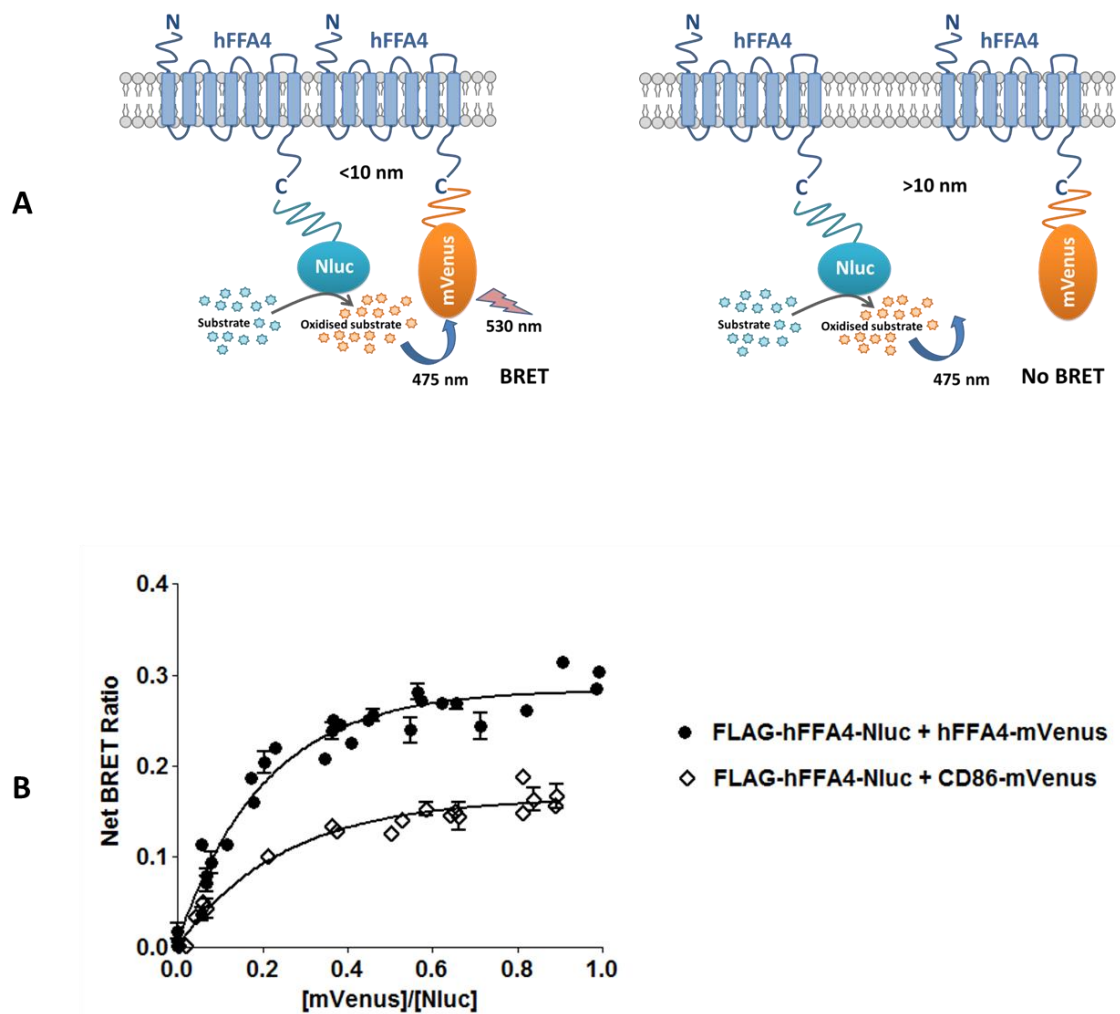 A
N
hFFA4
N
hFFA4
<10 nm
C
C
Nluc
mVenus
Substrate
Oxidised substrate
530 nm
475 nm
BRET
N
hFFA4
N
hFFA4
>10 nm
C
C
Nluc
mVenus
Substrate
Oxidised substrate
475 nm
No BRET
B
Net BRET Ratio
0.4
0.3
0.2
0.1
0.0
0.0 0.2 0.4 0.6 0.8 1.0
[mVenus]/[Nluc]
FLAG-hFFA4-Nluc + hFFA4-mVenus
FLAG-hFFA4-Nluc + CD86-mVenus